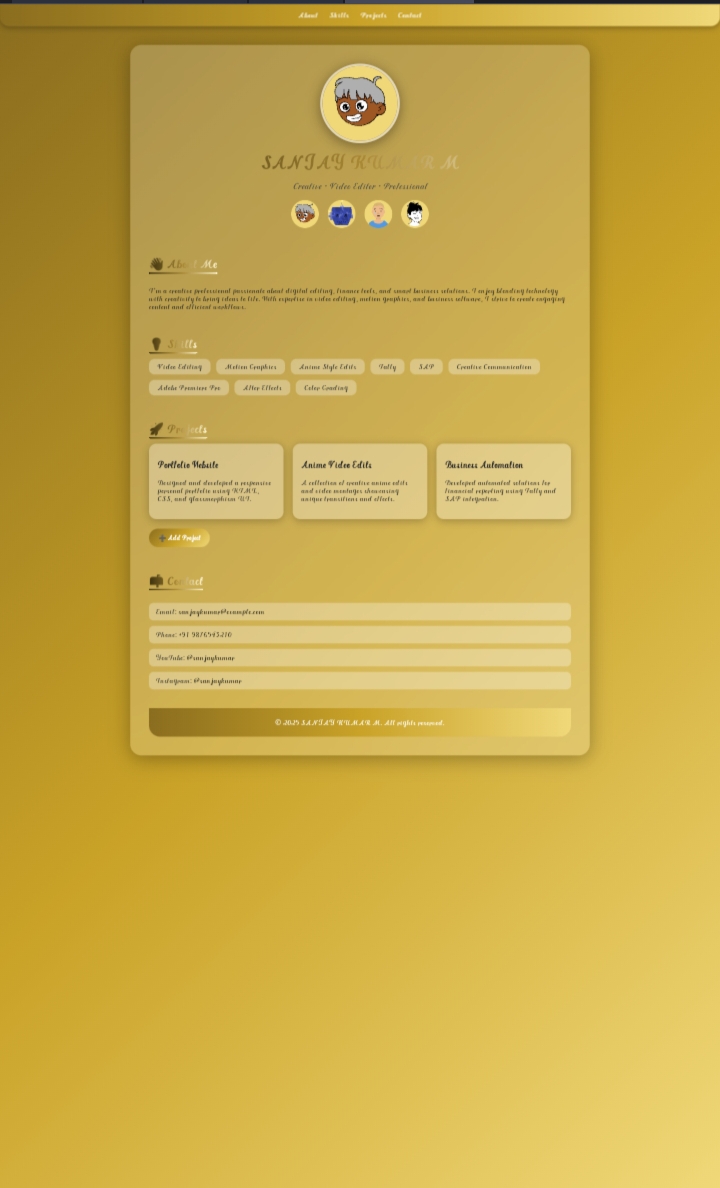 About Skills Projects Contact
SANJAY KUMAR M
Creative • Video Editor • Professional
👋 About Me
I'm a creative professional passionate about digital editing, finance tools, and smart business solutions. I enjoy blending technology
with creativity to bring ideas to life. With expertise in video editing, motion graphics, and business software, I strive to create engaging
content and efficient workflows.
💡 Skills
Video Editing Motion Graphics Anime Style Edits Tally SAP Creative Communication
Adobe Premiere Pro After Effects Color Grading
🚀 Projects
Portfolio Website
Designed and developed a responsive
personal portfolio using HTML,
CSS, and glassmorphism UI.
Anime Video Edits
A collection of creative anime edits
and video montages showcasing
unique transitions and effects.
Business Automation
Developed automated solutions for
financial reporting using Tally and
SAP integration.
➕ Add Project
📬 Contact
Email: sanjaykumar@example.com
Phone: +91 9876543210
YouTube: @sanjaykumar
Instagram: @sanjaykumar
© 2025 SANJAY KUMAR M. All rights reserved.